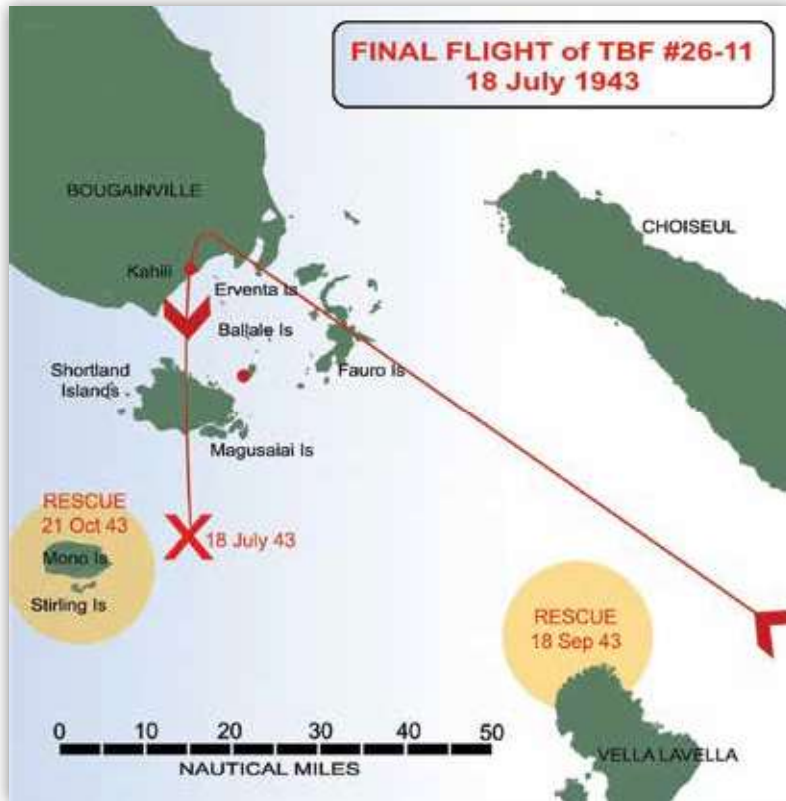 FINAL FLIGHT of TBF #26-11
18 July 1943
BOUGAINVILLE
CHOISEUL
Kahili
Erventa Is
Ballale Is
Shortland
Islands
Fauro Is
Magusaiai Is
RESCUE
21 Oct 43
18 July 43
Mono Is
Stirling Is
RESCUE
18 Sep 43
0 10 20 30 40 50
NAUTICAL MILES
VELLA LAVELLA